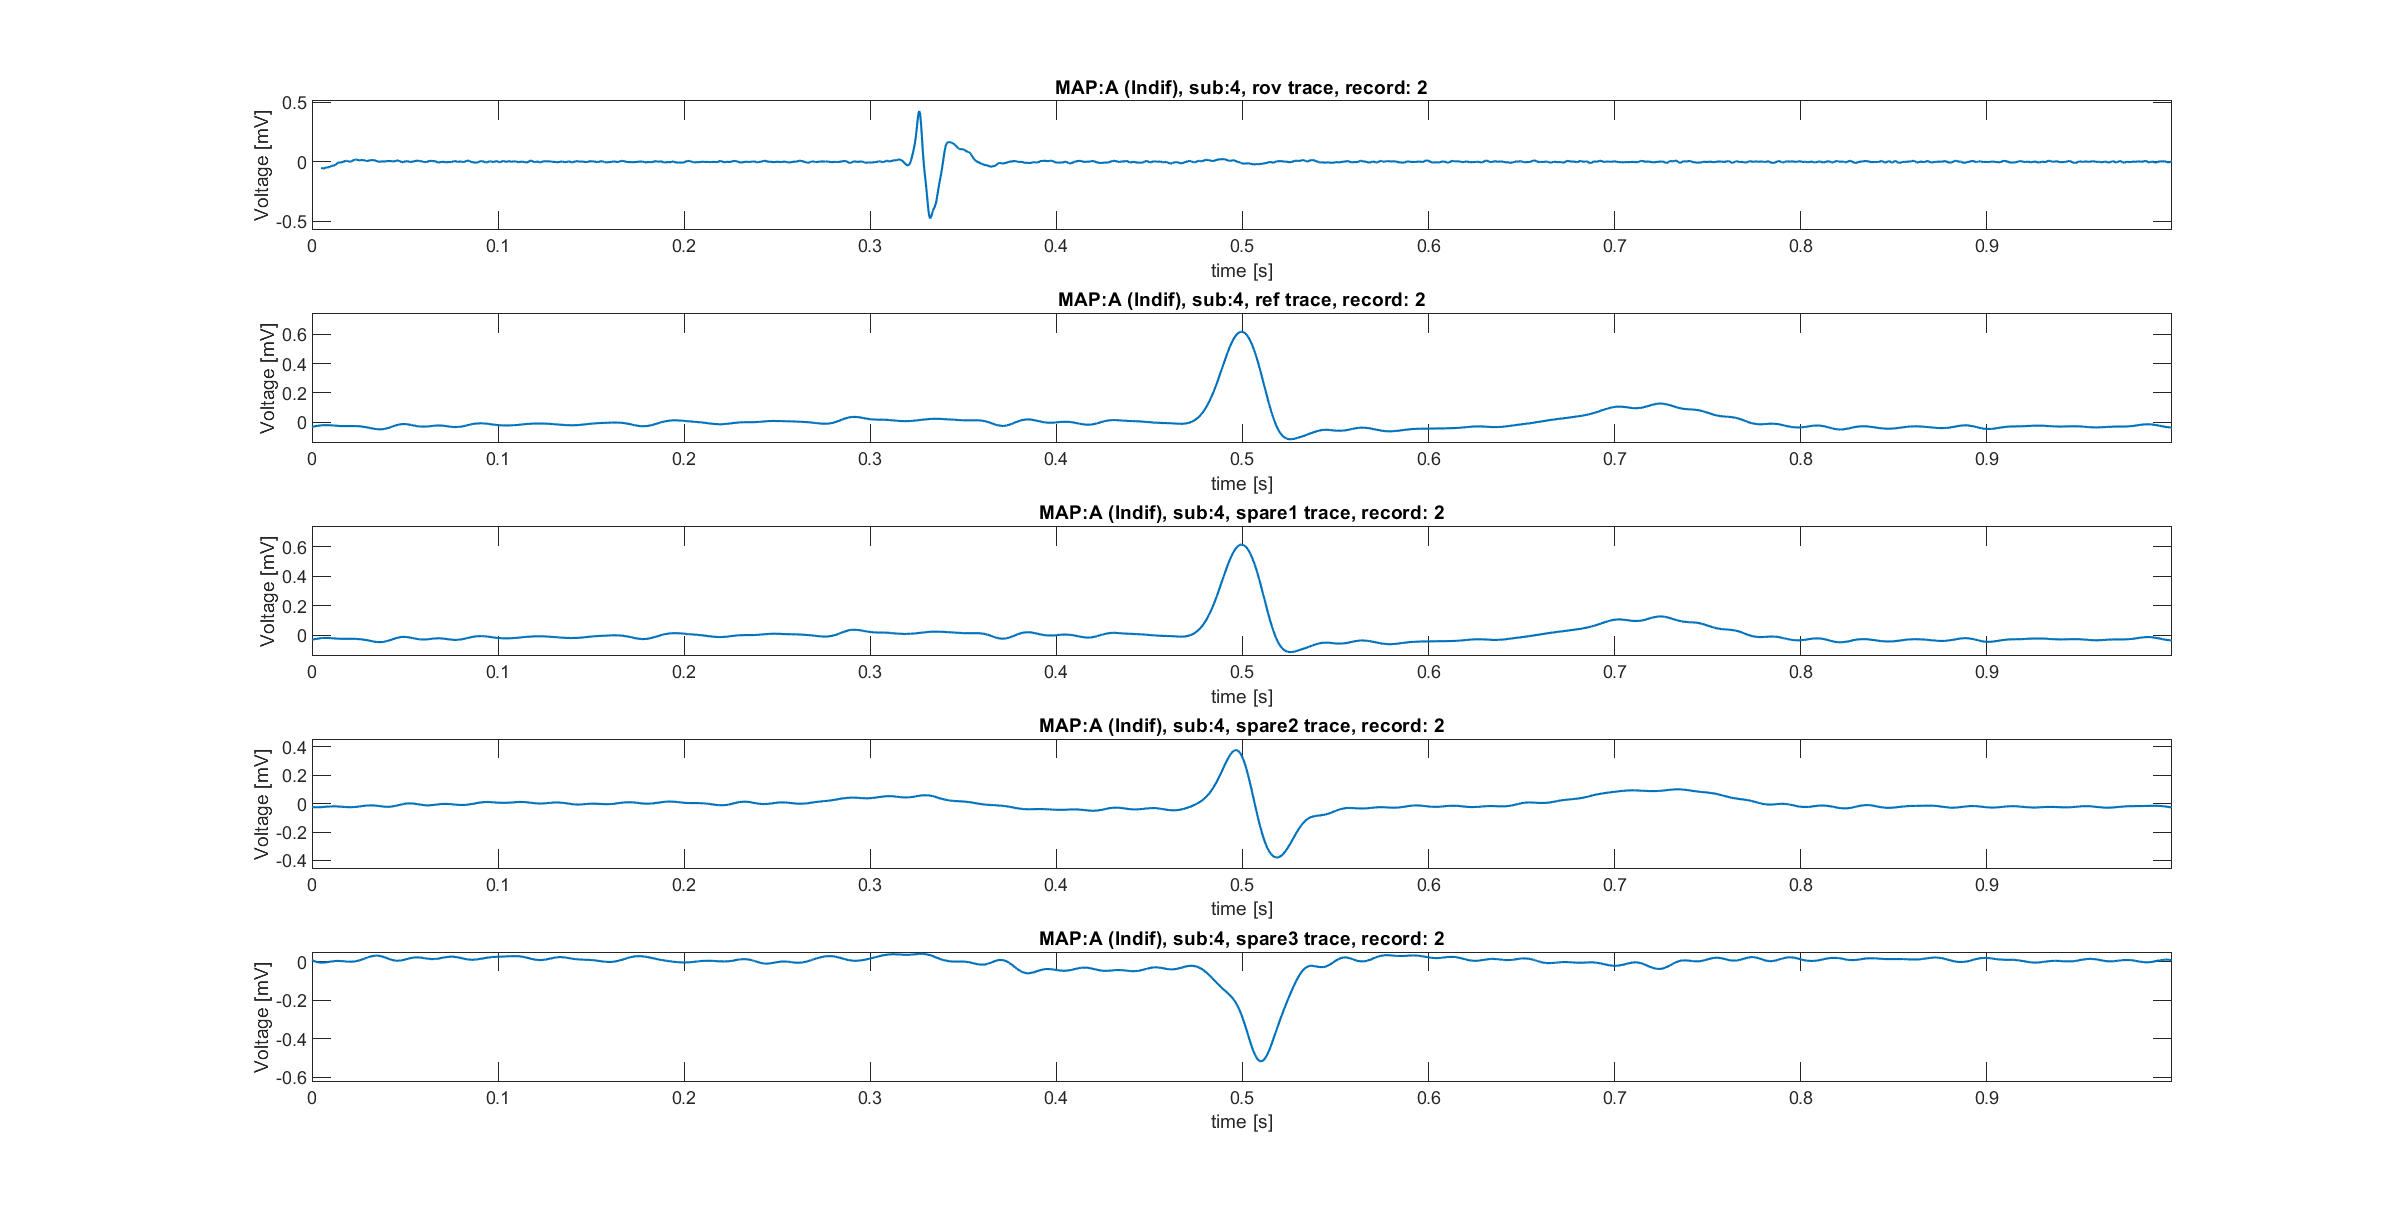 MAP:A (Indif), sub:4, rov trace, record: 2
Voltage [mV]
0.5
0
-0.5
0 0.1 0.2 0.3 0.4 0.5 0.6 0.7 0.8 0.9
time [s]
MAP:A (Indif), sub:4, ref trace, record: 2
Voltage [mV]
0.6
0.4
0.2
0
0 0.1 0.2 0.3 0.4 0.5 0.6 0.7 0.8 0.9
time [s]
MAP:A (Indif), sub:4, spare1 trace, record: 2
Voltage [mV]
0.6
0.4
0.2
0
0 0.1 0.2 0.3 0.4 0.5 0.6 0.7 0.8 0.9
time [s]
MAP:A (Indif), sub:4, spare2 trace, record: 2
Voltage [mV]
0.4
0.2
0
-0.2
-0.4
0 0.1 0.2 0.3 0.4 0.5 0.6 0.7 0.8 0.9
time [s]
MAP:A (Indif), sub:4, spare3 trace, record: 2
Voltage [mV]
0
-0.2
-0.4
-0.6
0 0.1 0.2 0.3 0.4 0.5 0.6 0.7 0.8 0.9
time [s]